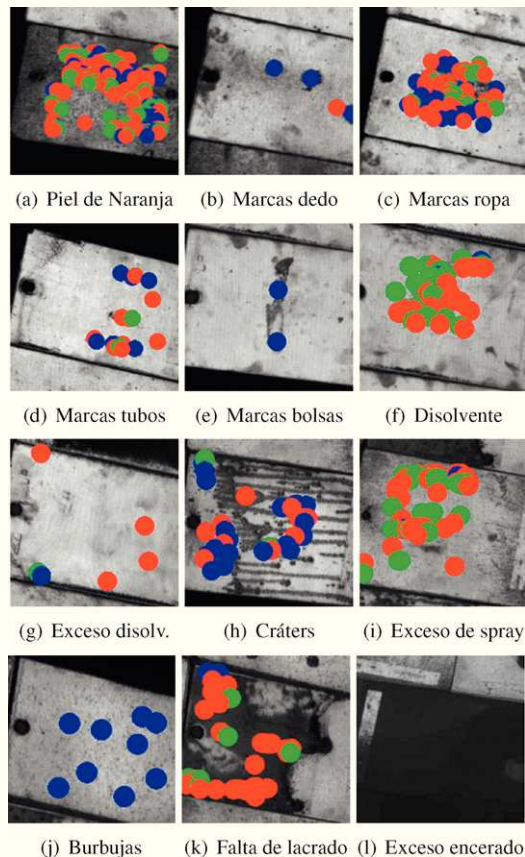 (a) Piel de Naranja
(b) Marcas dedo
(c) Marcas ropa
(d) Marcas tubos
(e) Marcas bolsas
(f) Disolvente
(g) Exceso disolv.
(h) Cráters
(i) Exceso de spray
(j) Burbujas
(k) Falta de lacrado
(l) Exceso encerado